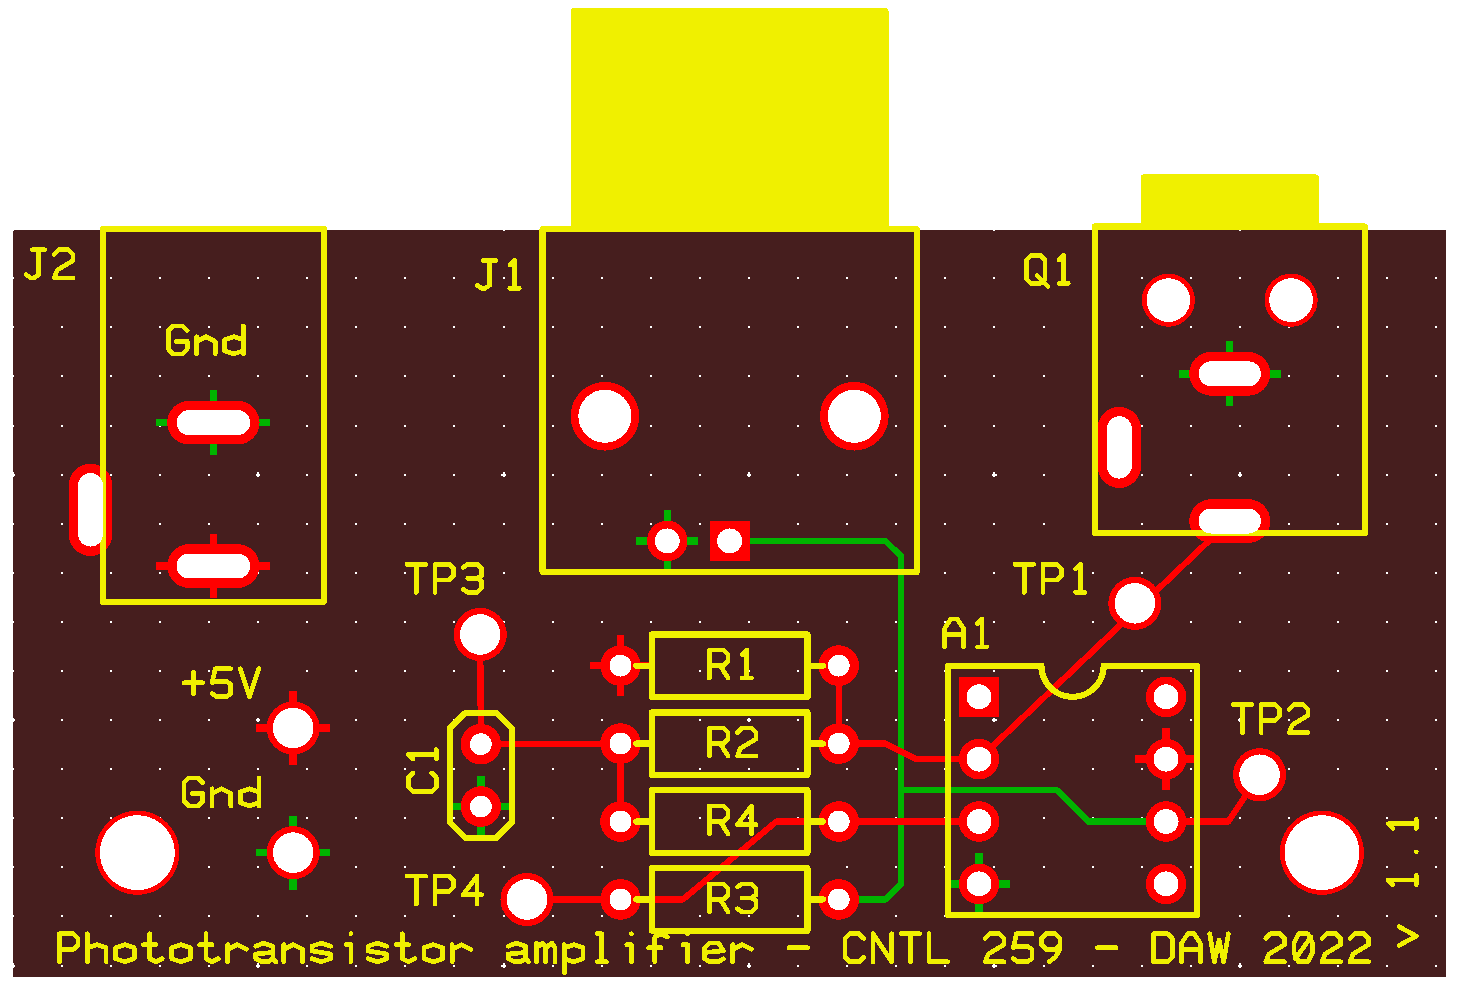 J2
J1
Q1
Gnd
TP3
TP1
A1
R1
+5V
TP2
R2
C1
Gnd
R4
1.1
TP4
R3
Phototransistor amplifier - CNTL 259 - DAW 2022 >